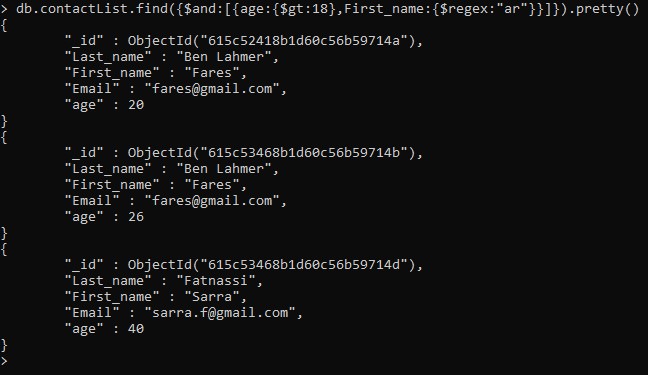 > db.contactList.find({$and:[{age:{$gt:18},First_name:{$regex:"ar"}}]}).pretty()
{
        "_id" : ObjectId("615c52418b1d60c56b59714a"),
        "Last_name" : "Ben Lahmer",
        "First_name" : "Fares",
        "Email" : "fares@gmail.com",
        "age" : 20
}
{
        "_id" : ObjectId("615c53468b1d60c56b59714b"),
        "Last_name" : "Ben Lahmer",
        "First_name" : "Fares",
        "Email" : "fares@gmail.com",
        "age" : 26
}
{
        "_id" : ObjectId("615c53468b1d60c56b59714d"),
        "Last_name" : "Fatnassi",
        "First_name" : "Sarra",
        "Email" : "sarra.f@gmail.com",
        "age" : 40
}
>